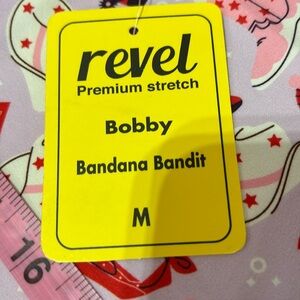 revel
Premium stretch
Bobby
Bandana Bandit
M
16